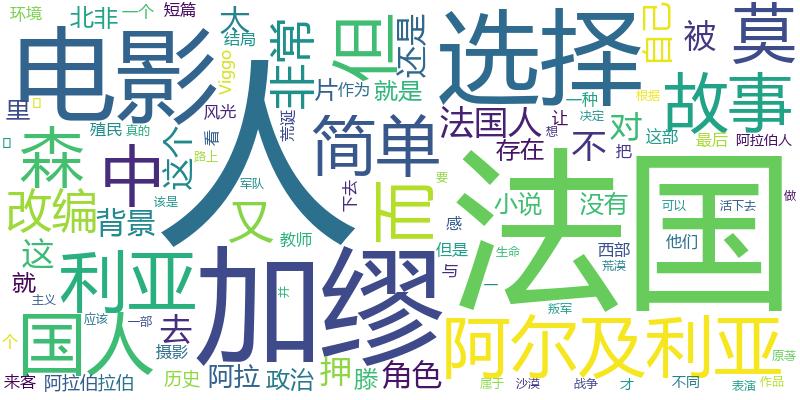 环境 北非 一个 短篇 大 结局 Viggo 非常 但 还是 选择 自己 被 莫
电影 里 片 作为 就是 故事
殖民 真的 风光 看 荒诞 一种 根据 决定
森 中 这个 路上 人 简单 法国人 让 想 对 这部 最后 阿拉伯人
存在 不 把
改编 背景 军队 又 而 下去 要 小说 没有 法国 可以 活下去 做
这 该是 教师 感 但是 生命 西部 他们
就 利亚 加缪 与 荒漠
主义 应该 一部 井 一 叛军
个 国人 去 摄影 阿尔及利亚 原著
来客 阿拉伯拉伯 历史 阿拉 政治 押 滕 角色 属于 沙漠 战争 才 不同 表演 作品